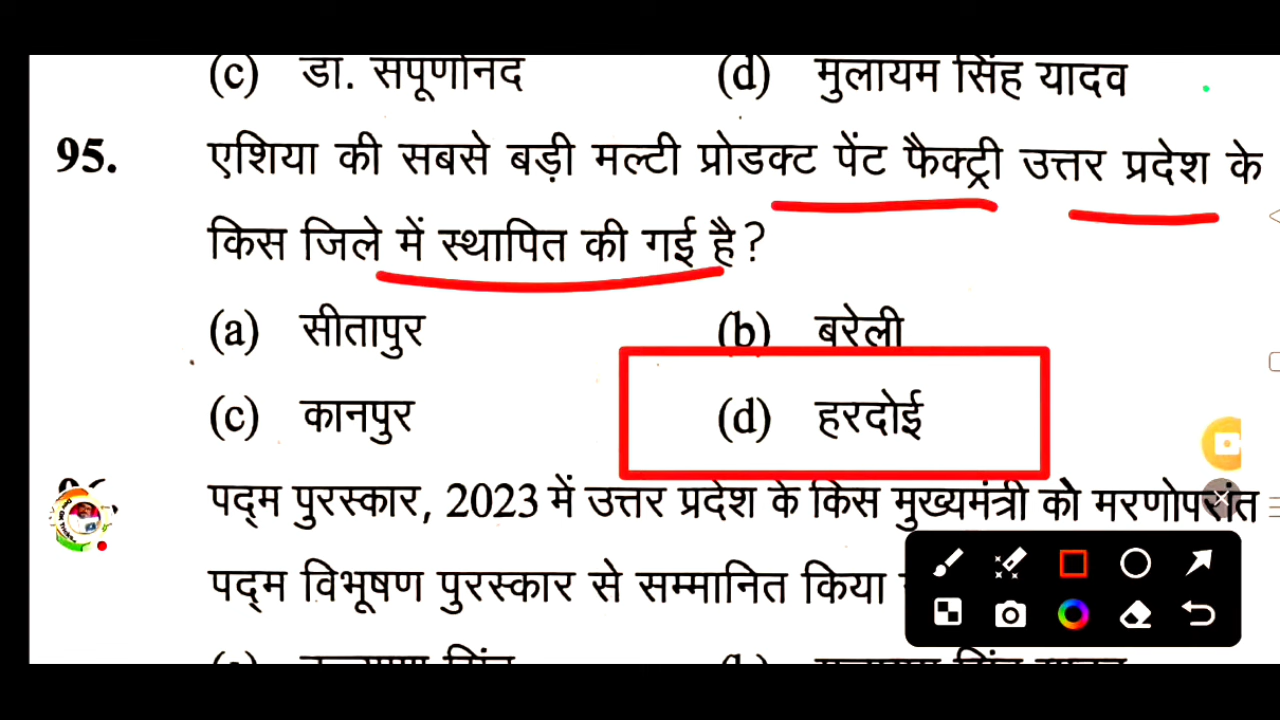 (c) डा. संपूर्णानंद (d) मुलायम सिंह यादव
95. एशिया की सबसे बड़ी मल्टी प्रोडक्ट पेंट फैक्ट्री उत्तर प्रदेश के
किस जिले में स्थापित की गई है?
(a) सीतापुर (b) बरेली
(c) कानपुर (d) हरदोई
पद्म पुरस्कार, 2023 में उत्तर प्रदेश के किस मुख्यमंत्री को मरणोपरांत
पद्म विभूषण पुरस्कार से सम्मानित किया